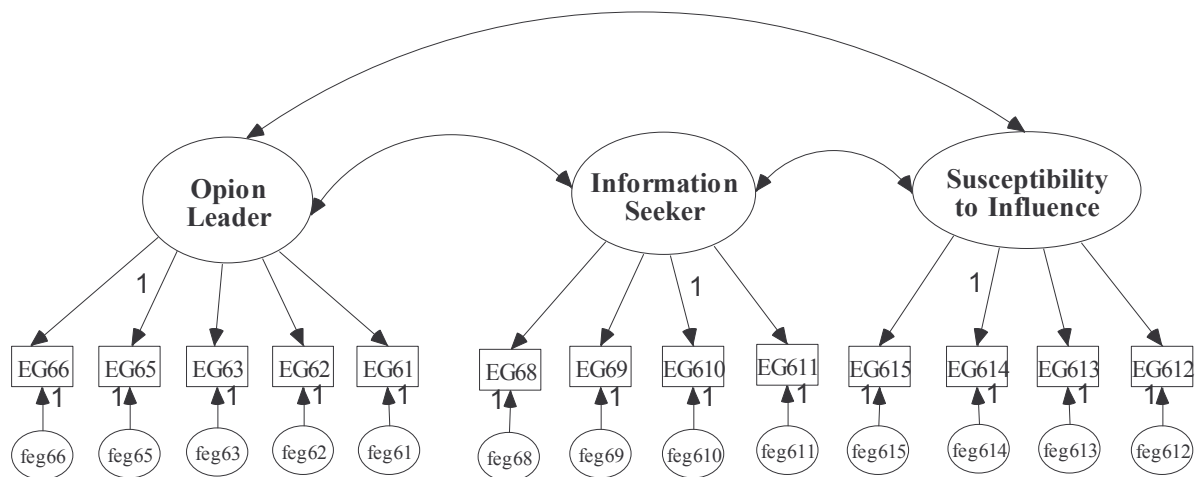 Opion
Leader
Information
Seeker
Susceptibility
to Influence
1
1
1
EG66
EG65
EG63
EG62
EG61
EG68
EG69
EG610
EG611
EG615
EG614
EG613
EG612
1
1
1
1
1
1
1
1
1
1
1
1
1
feg66
feg65
feg63
feg62
feg61
feg68
feg69
feg610
feg611
feg615
feg614
feg613
feg612